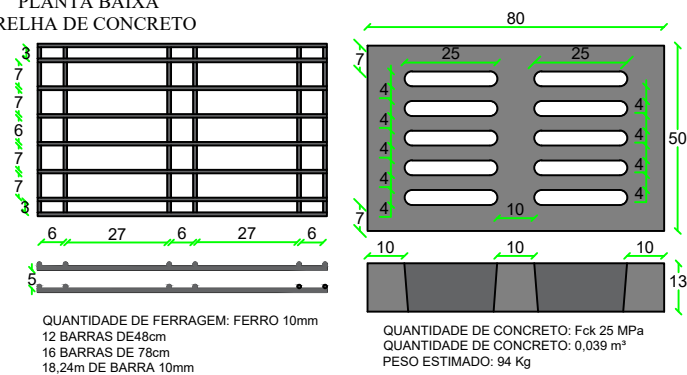 PLANTA BAIXA
RELHA DE CONCRETO
3
7
7
6
7
7
3
6 27 6 27 6
5
QUANTIDADE DE FERRAGEM: FERRO 10mm
12 BARRAS DE48cm
16 BARRAS DE 78cm
18,24m DE BARRA 10mm
80
7
25 25
4
4
4
4
4
4
4
4
4
50
7
10
10 10 10
13
QUANTIDADE DE CONCRETO: Fck 25 MPa
QUANTIDADE DE CONCRETO: 0,039 m³
PESO ESTIMADO: 94 Kg